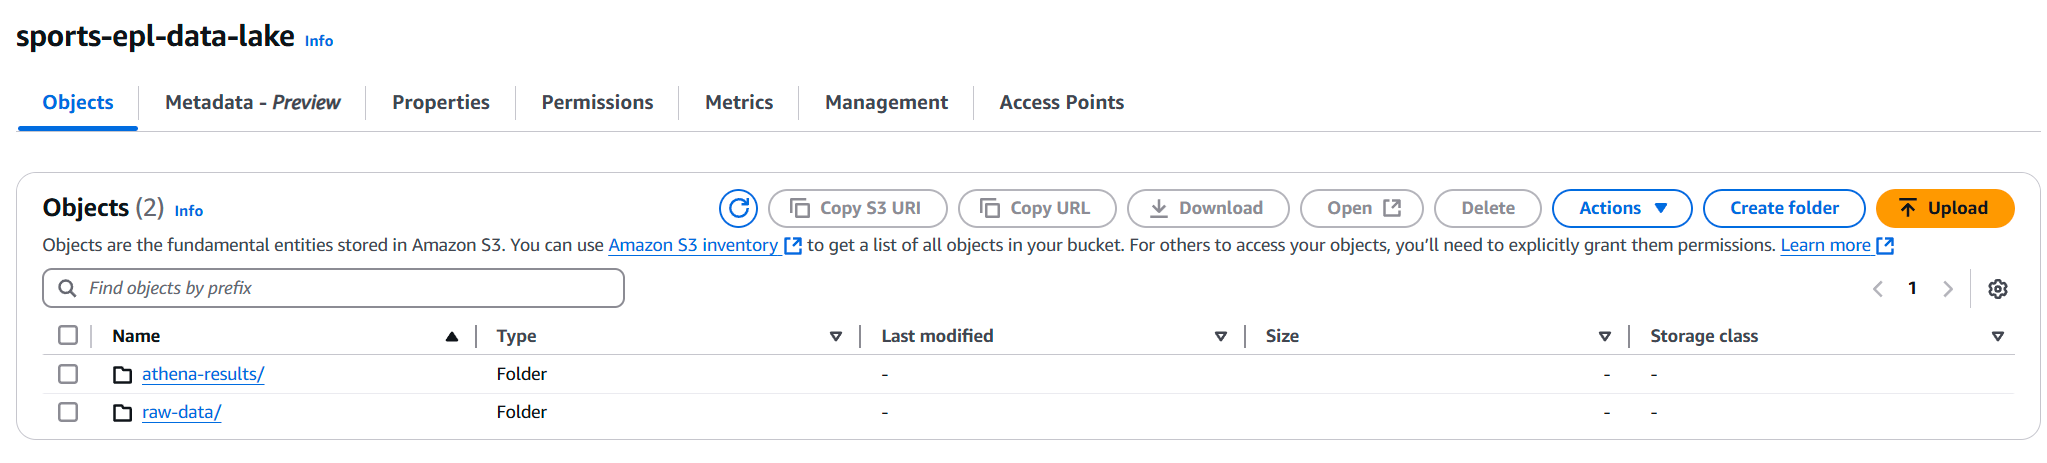 sports-epl-data-lake Info
Objects Metadata - Preview Properties Permissions Metrics Management Access Points
Objects (2) Info Copy S3 URI Copy URL Download Open Delete Actions Create folder Upload
Objects are the fundamental entities stored in Amazon S3. You can use Amazon S3 inventory to get a list of all objects in your bucket. For others to access your objects, you’ll need to explicitly grant them permissions. Learn more
Find objects by prefix 1
Name Type Last modified Size Storage class
athena-results/ Folder - - -
raw-data/ Folder - - -